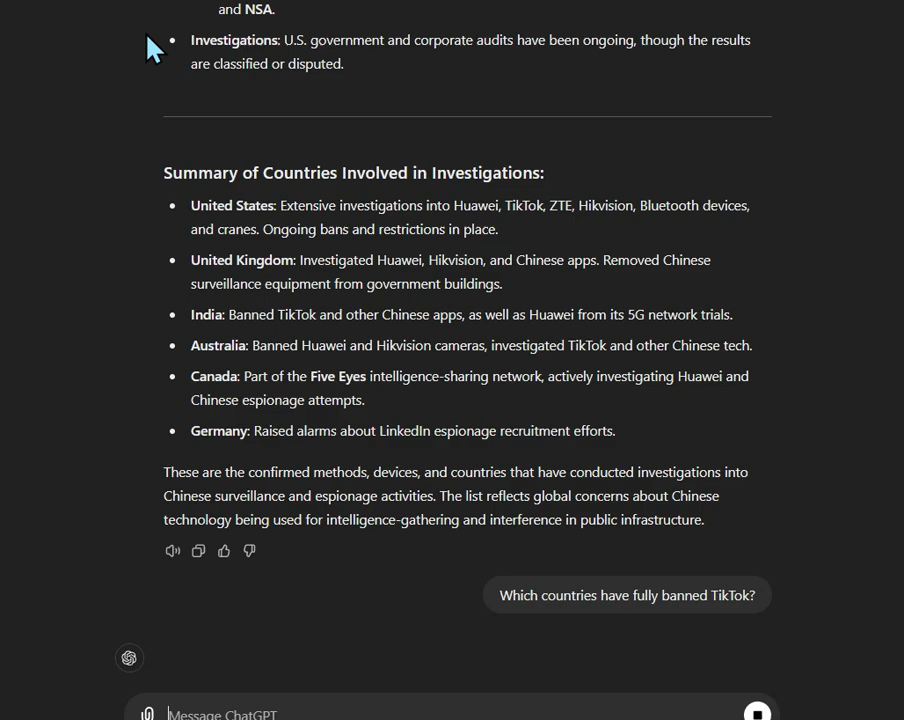 and NSA.
Investigations: U.S. government and corporate audits have been ongoing, though the results
are classified or disputed.
Summary of Countries Involved in Investigations:
United States: Extensive investigations into Huawei, TikTok, ZTE, Hikvision, Bluetooth devices,
and cranes. Ongoing bans and restrictions in place.
United Kingdom: Investigated Huawei, Hikvision, and Chinese apps. Removed Chinese
surveillance equipment from government buildings.
India: Banned TikTok and other Chinese apps, as well as Huawei from its 5G network trials.
Australia: Banned Huawei and Hikvision cameras, investigated TikTok and other Chinese tech.
Canada: Part of the Five Eyes intelligence-sharing network, actively investigating Huawei and
Chinese espionage attempts.
Germany: Raised alarms about LinkedIn espionage recruitment efforts.
These are the confirmed methods, devices, and countries that have conducted investigations into
Chinese surveillance and espionage activities. The list reflects global concerns about Chinese
technology being used for intelligence-gathering and interference in public infrastructure.
Which countries have fully banned TikTok?
Message ChatGPT